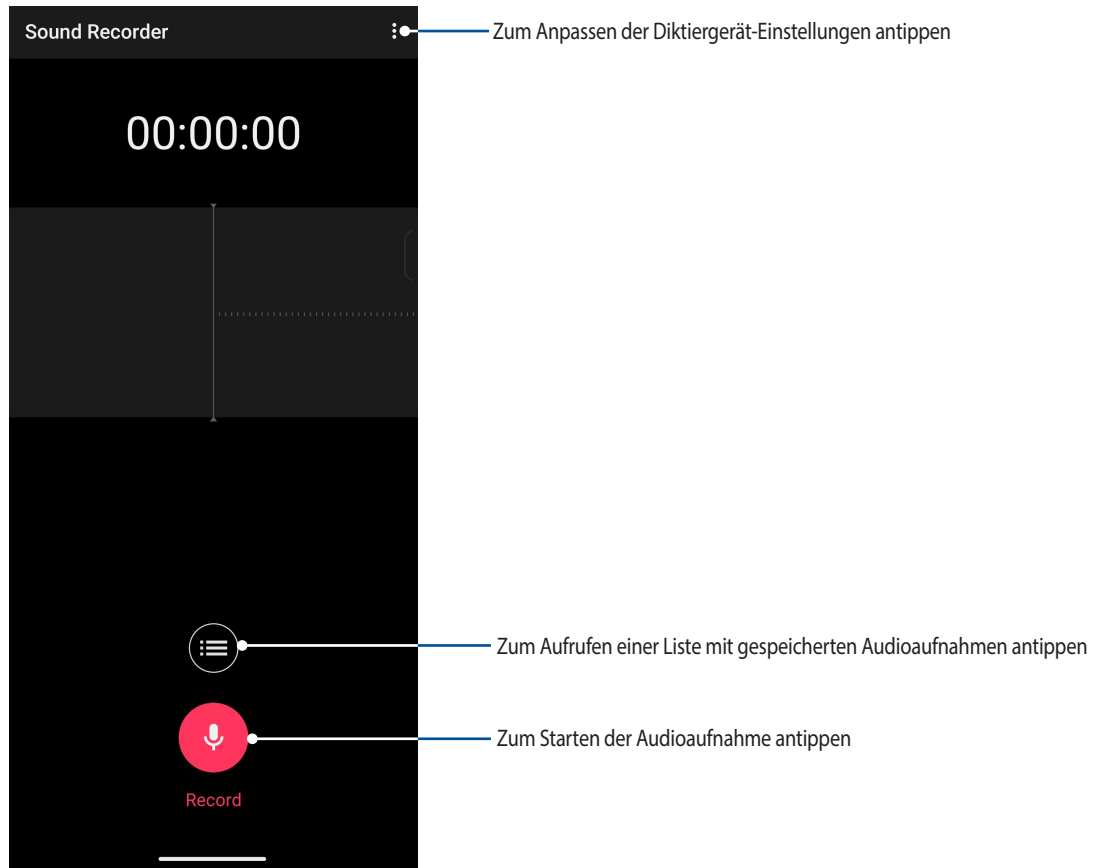 Sound Recorder
Zum Anpassen der Diktiergerät-Einstellungen antippen
00:00:00
Zum Aufrufen einer Liste mit gespeicherten Audioaufnahmen antippen
Zum Starten der Audioaufnahme antippen
Record